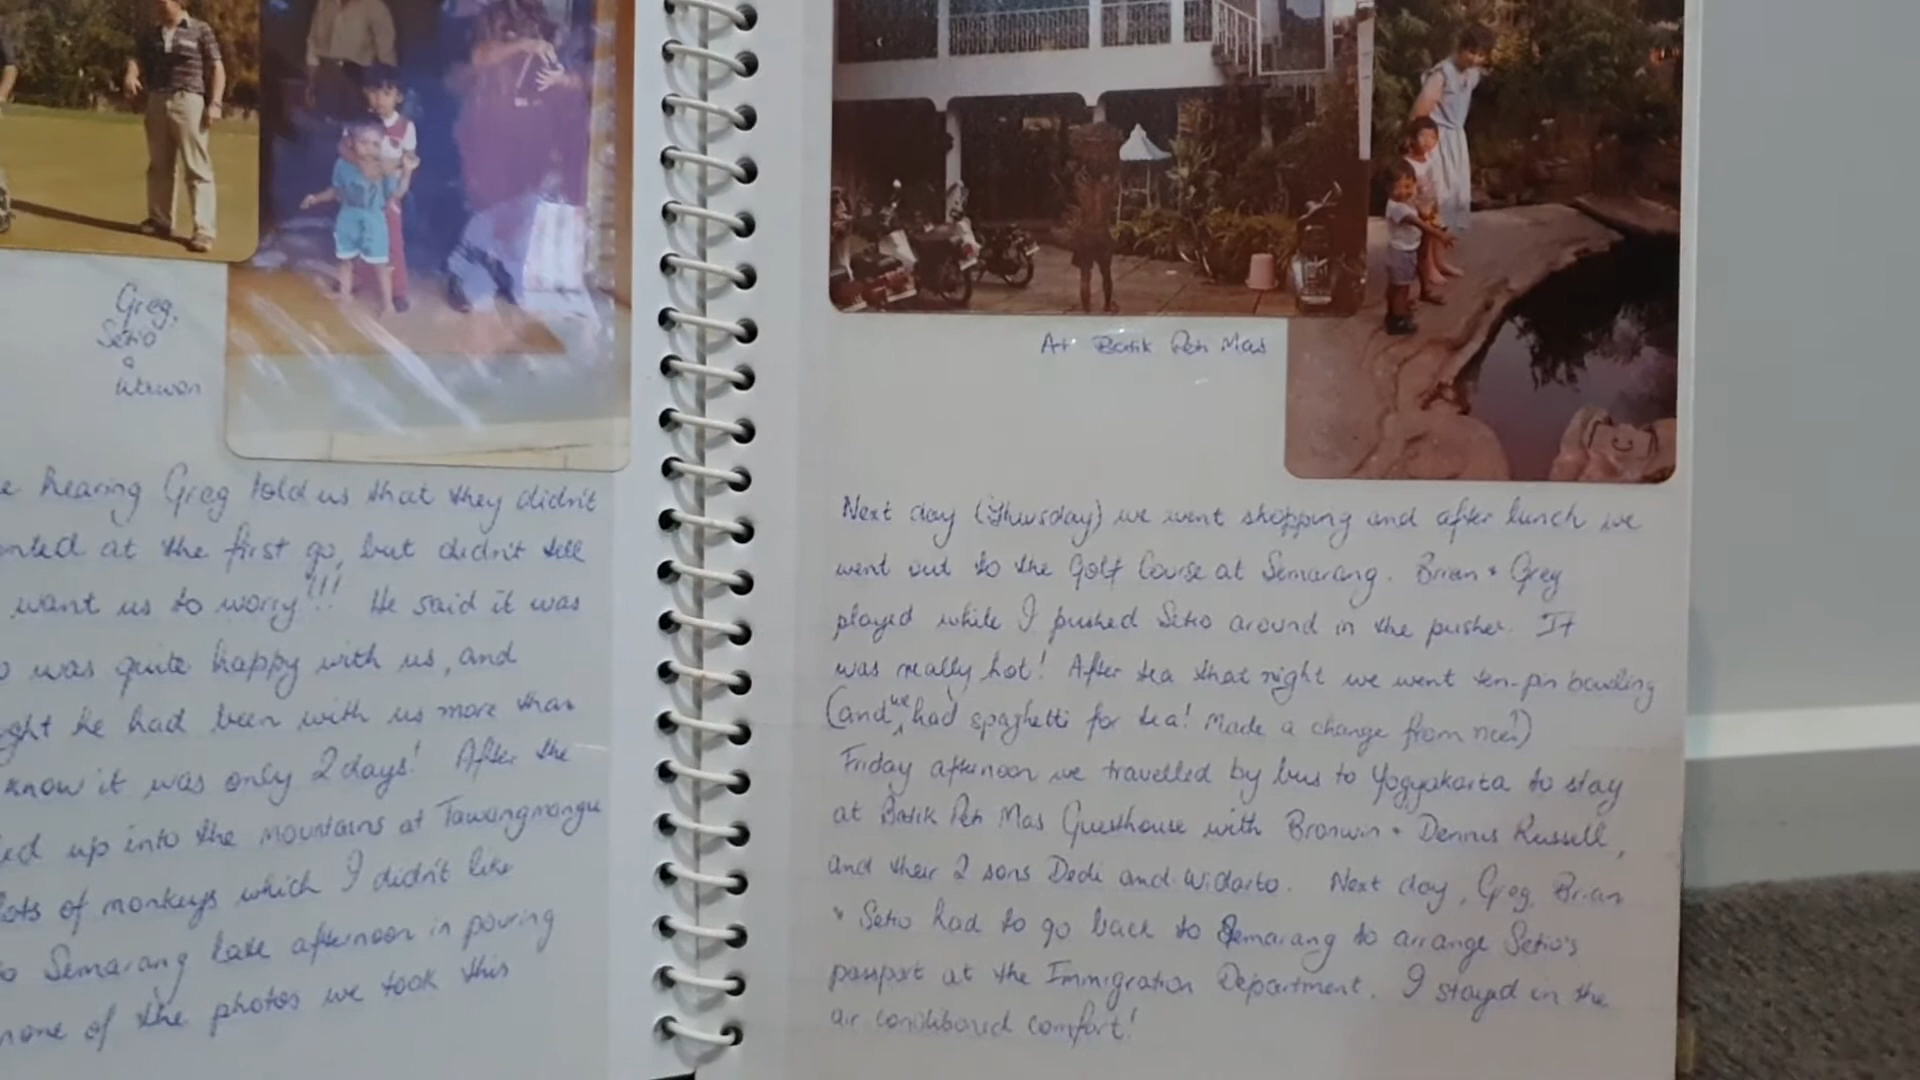 Greg,
Setio
&
Wawan
e hearing Greg told us that they didn't
nted at the first go, but didn't tell
want us to worry!!! He said it was
o was quite happy with us, and
ght he had been with us more than
know it was only 2 days! After the
ed up into the mountains at Tawangmangu
lots of monkeys which I didn't like
o Semarang late afternoon in pouring
none of the photos we took this
At Batik Peti Mas
Next day (Thursday) we went shopping and after lunch we
went out to the Golf Course at Semarang. Brian & Greg
played while I pushed Setio around in the pusher. It
was really hot! After tea that night we went ten-pin bowling
(and we had spaghetti for tea! Made a change from rice!)
Friday afternoon we travelled by bus to Yogyakarta to stay
at Batik Peti Mas Guesthouse with Bronwin & Dennis Russell,
and their 2 sons Dedi and Widarto. Next day, Greg, Brian
& Setio had to go back to Semarang to arrange Setio's
passport at the Immigration Department. I stayed in the
air conditioned comfort!